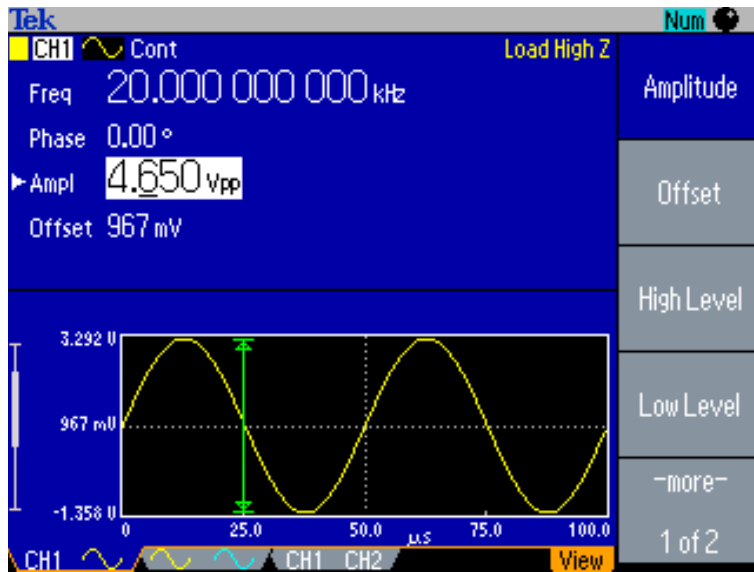 Tek Num
CH1 Cont Load High Z
Freq 20.000 000 000 kHz
Phase 0.00 °
Ampl 4.650 Vpp
Offset 967 mV
Amplitude
Offset
High Level
Low Level
-more-
1 of 2
3.292 V
967 mV
-1.358 V
0 25.0 50.0 µs 75.0 100.0
CH1 CH1 CH2 View